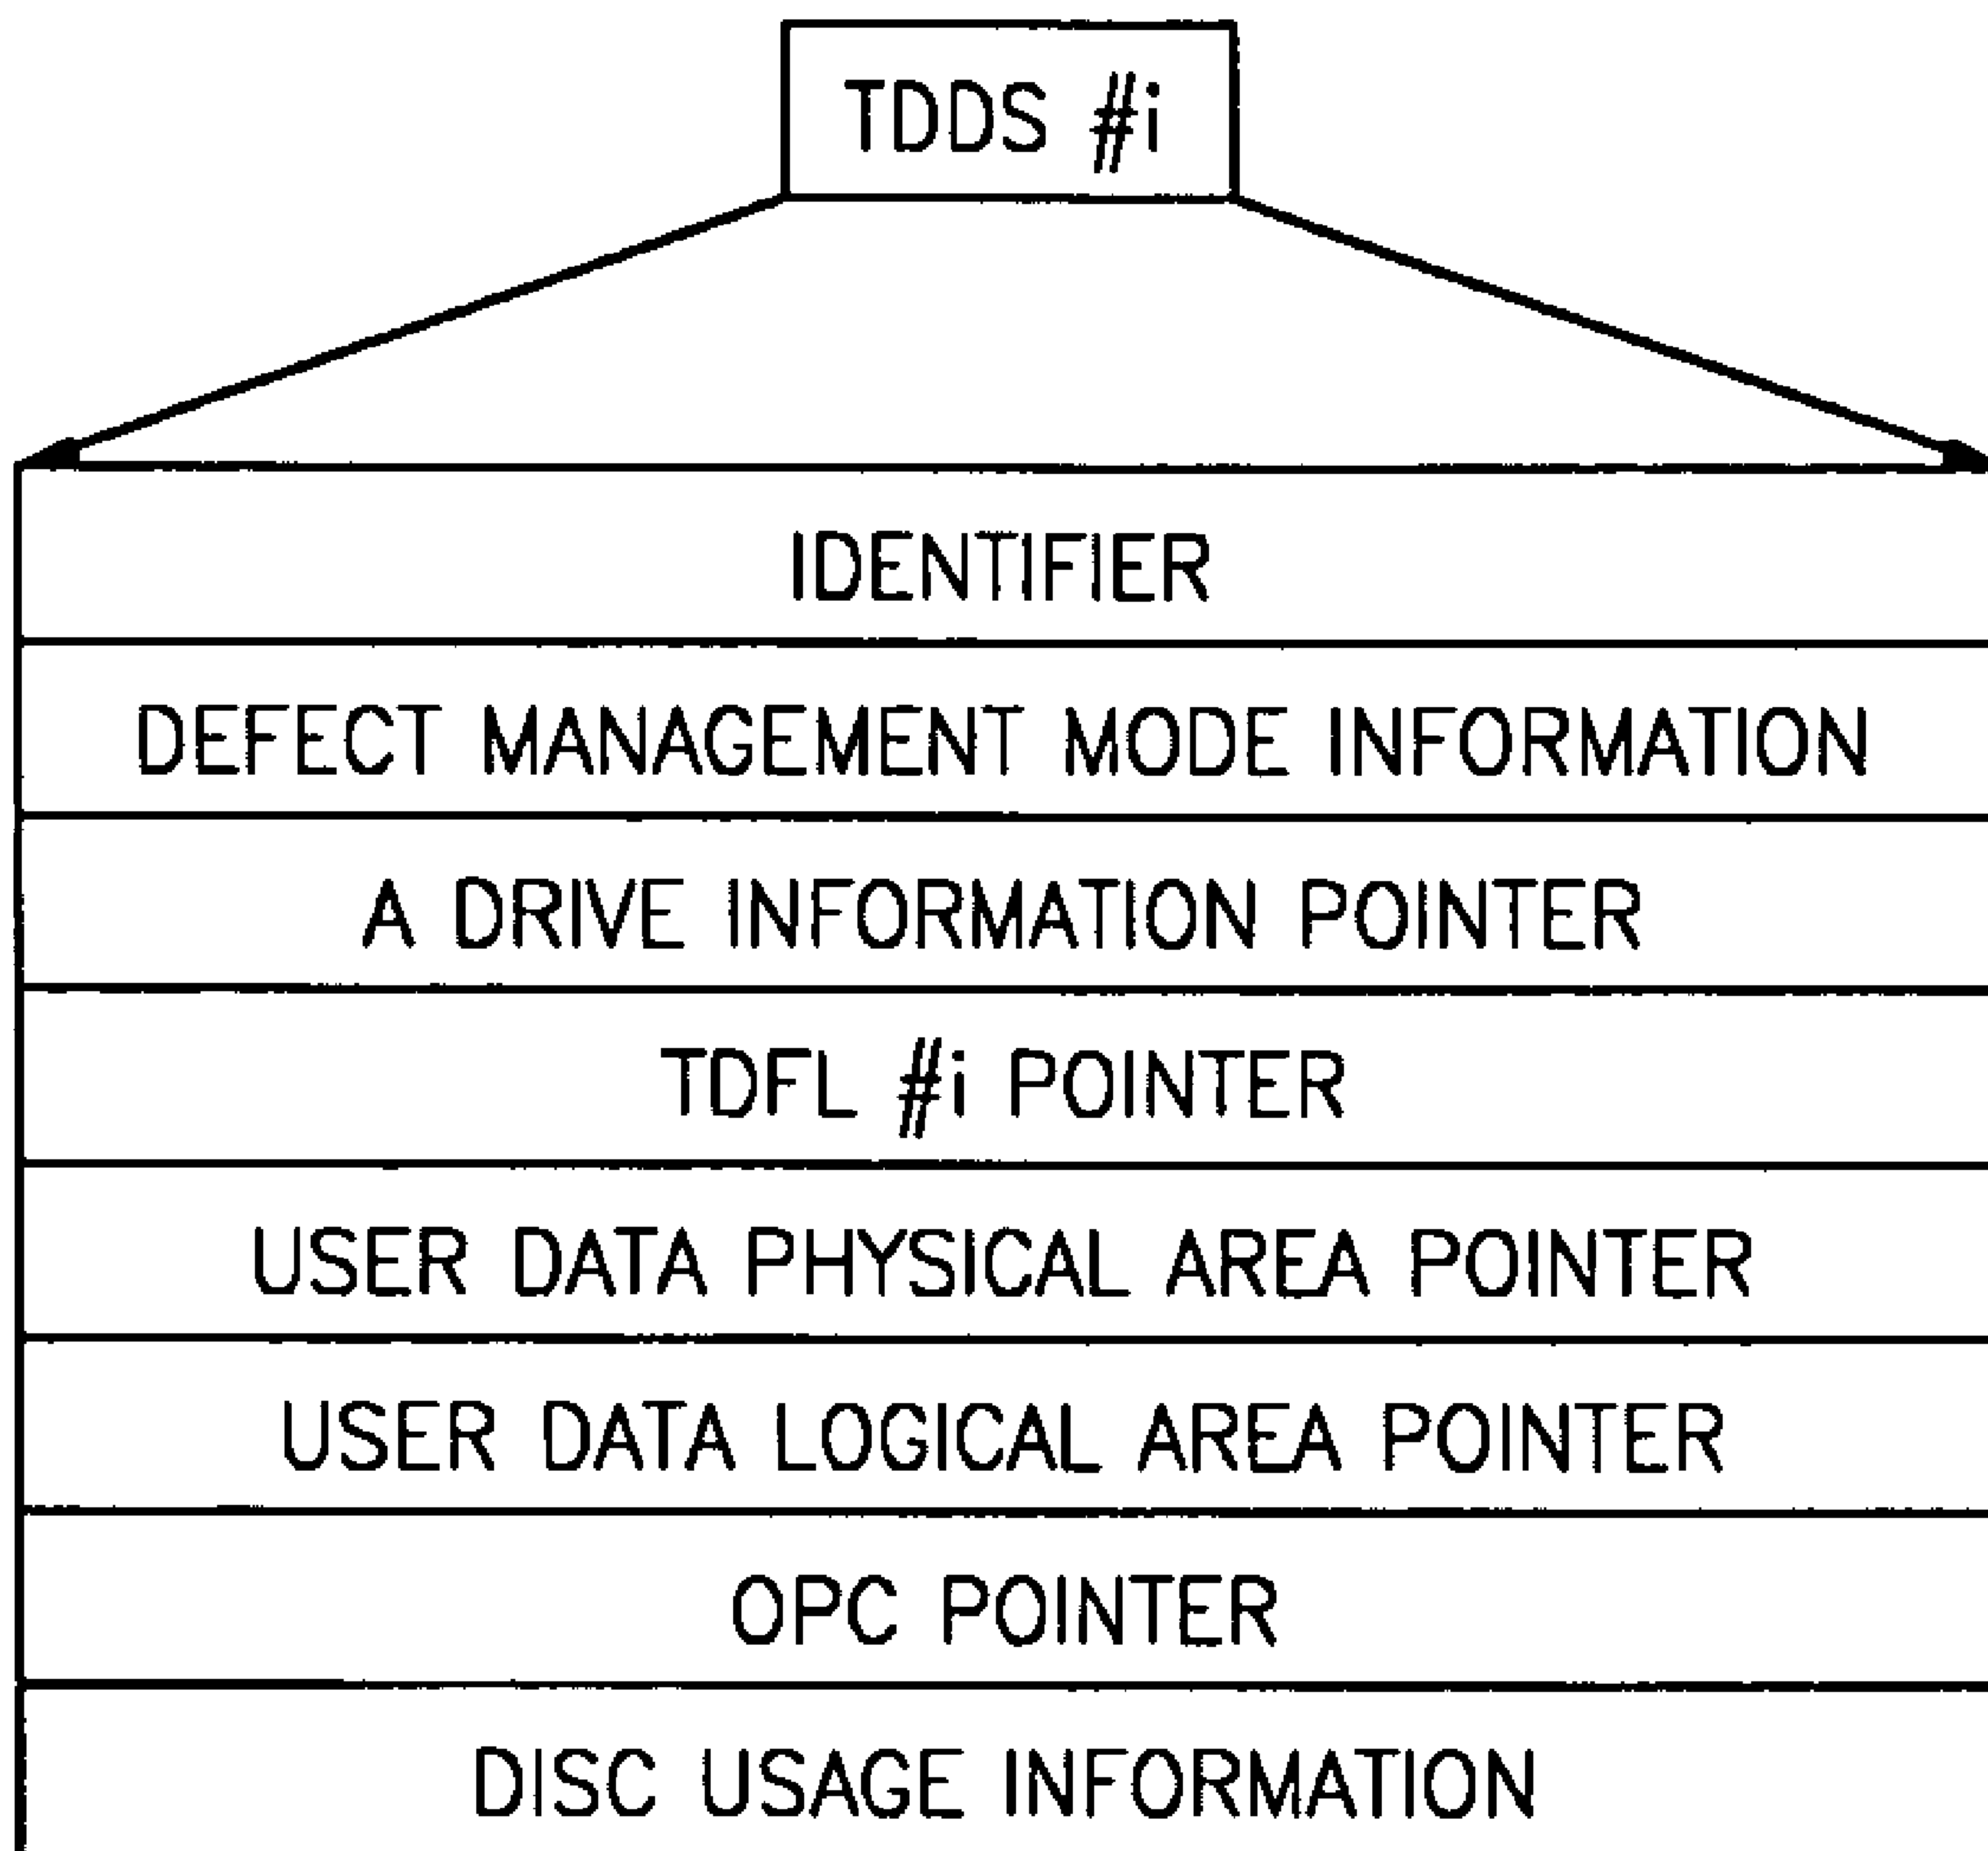 TDDS #i
IDENTIFIER
DEFECT MANAGEMENT MODE INFORMATION
A DRIVE INFORMATION POINTER
TDFL #i POINTER
USER DATA PHYSICAL AREA POINTER
USER DATA LOGICAL AREA POINTER
OPC POINTER
DISC USAGE INFORMATION